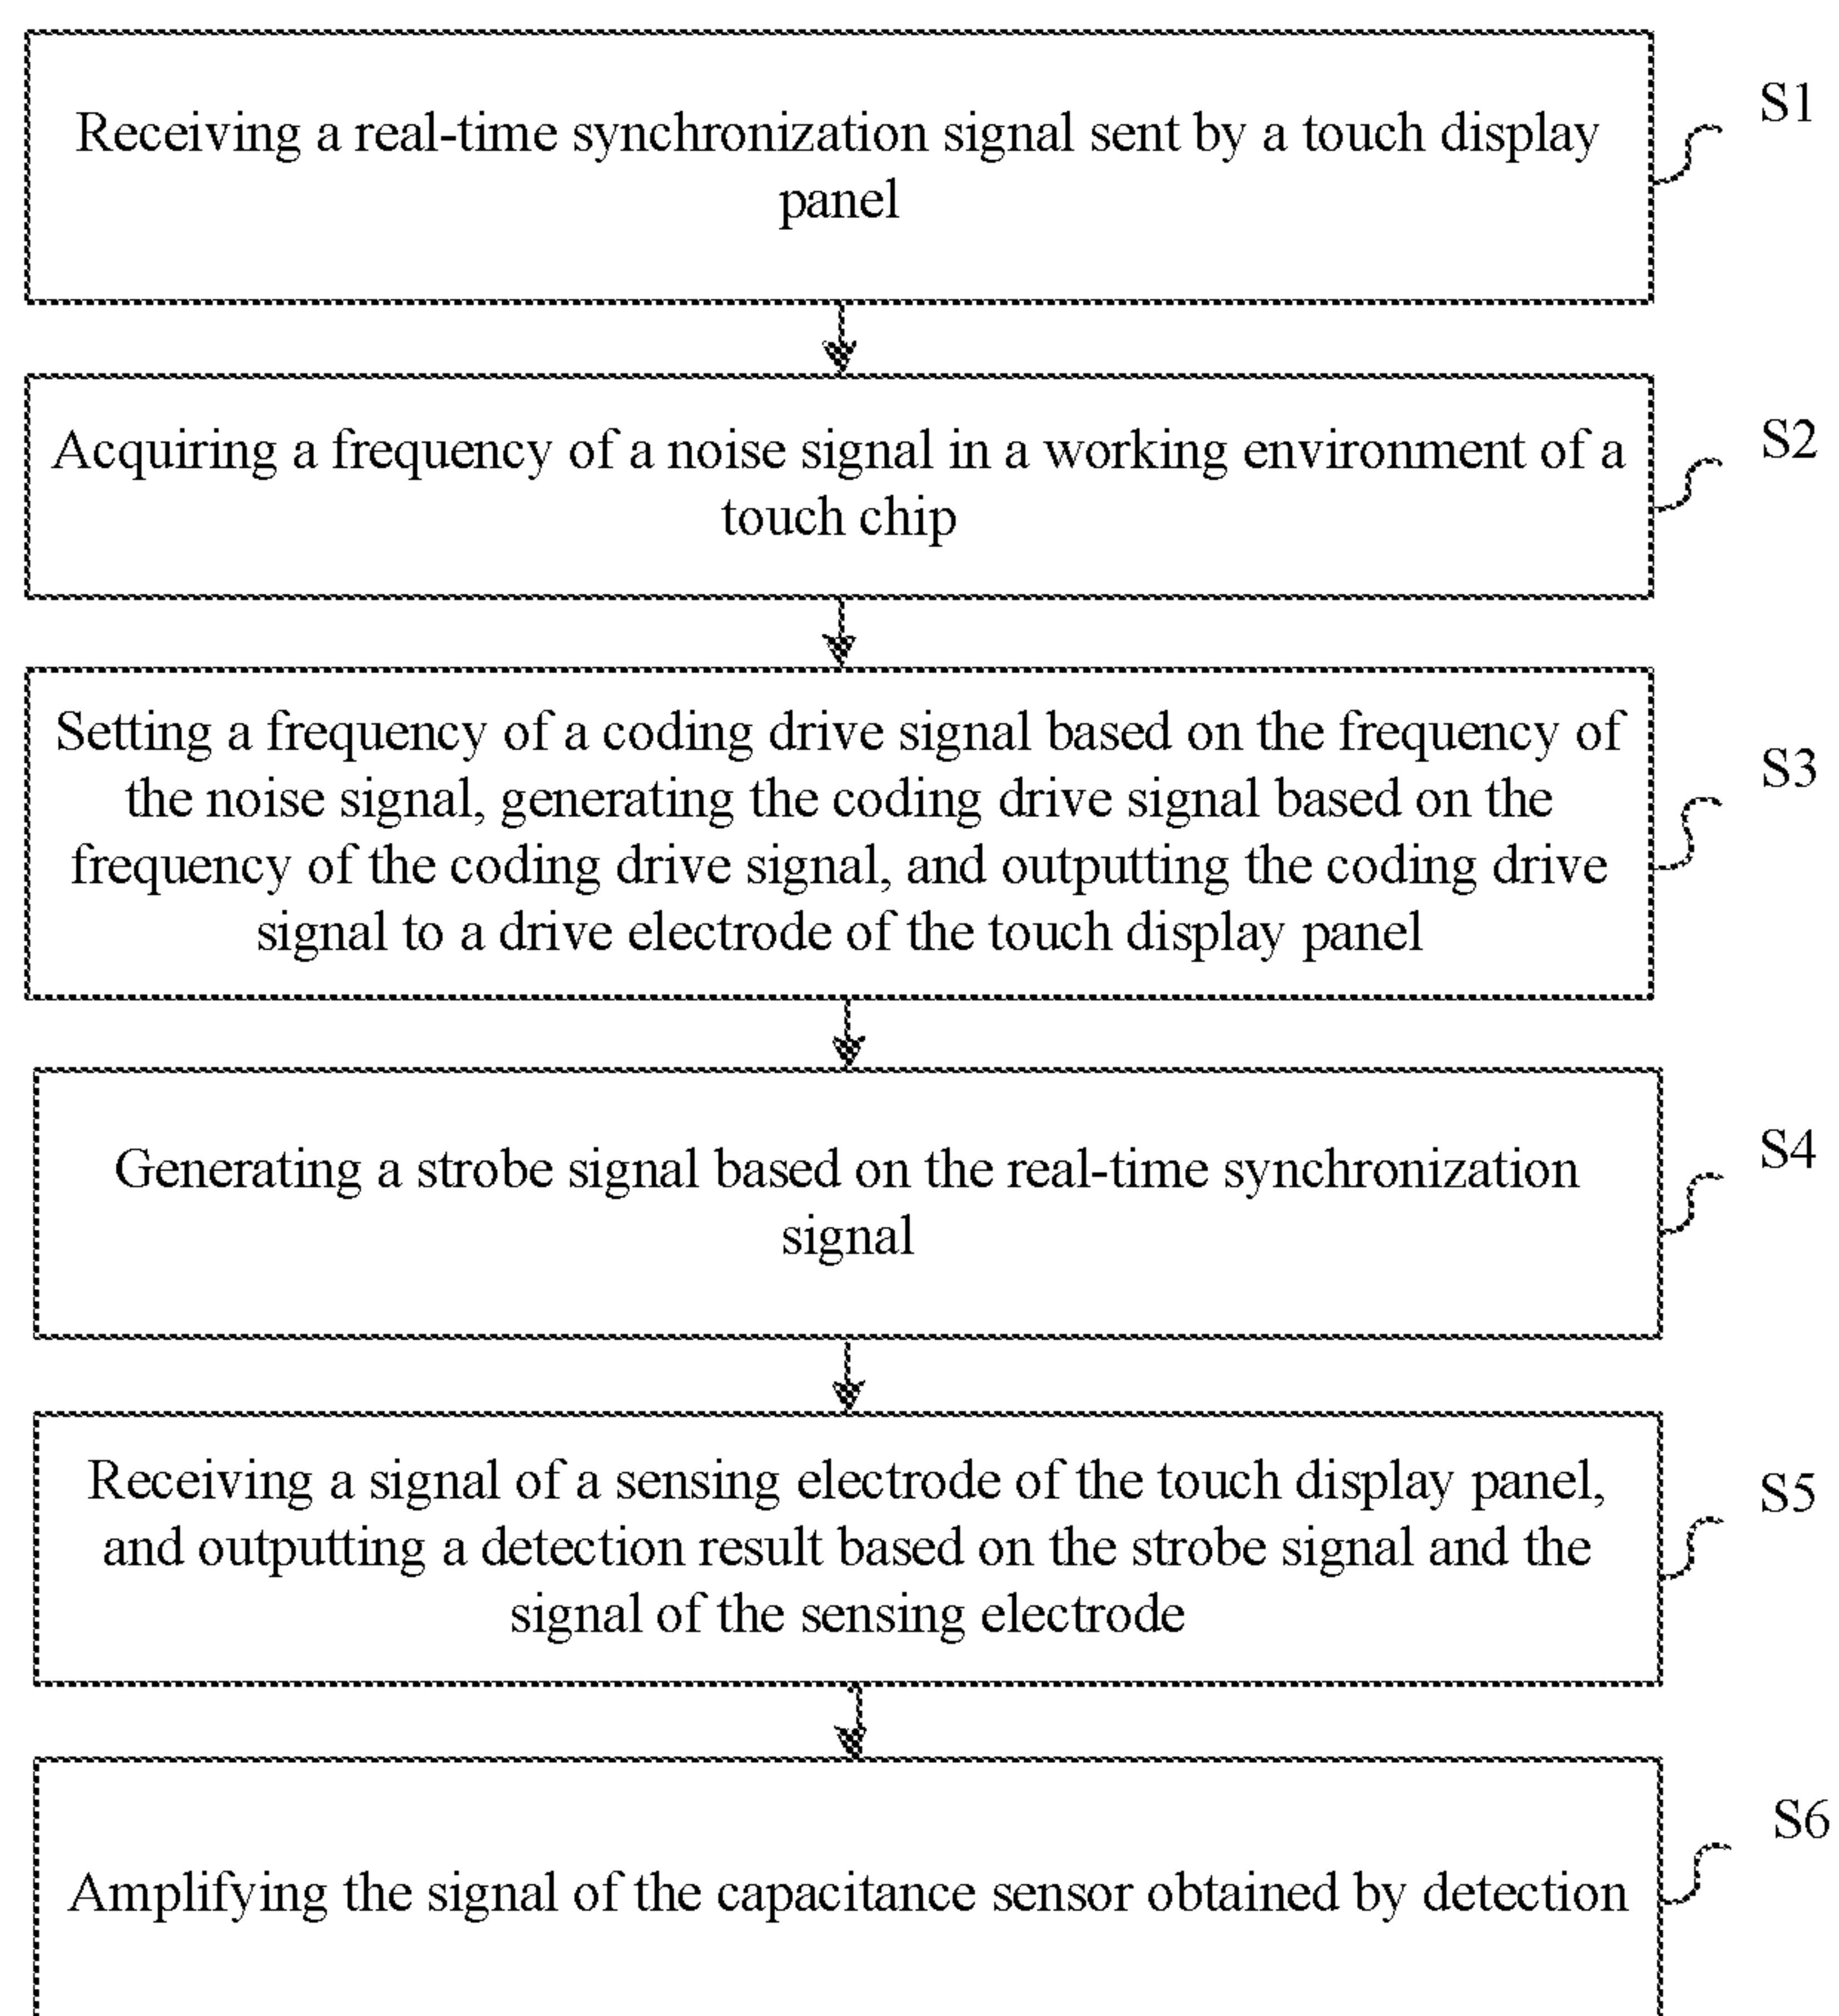 Receiving a real-time synchronization signal sent by a touch display
panel
S1
Acquiring a frequency of a noise signal in a working environment of a
touch chip
S2
Setting a frequency of a coding drive signal based on the frequency of
the noise signal, generating the coding drive signal based on the
frequency of the coding drive signal, and outputting the coding drive
signal to a drive electrode of the touch display panel
S3
Generating a strobe signal based on the real-time synchronization
signal
S4
Receiving a signal of a sensing electrode of the touch display panel,
and outputting a detection result based on the strobe signal and the
signal of the sensing electrode
S5
Amplifying the signal of the capacitance sensor obtained by detection
S6